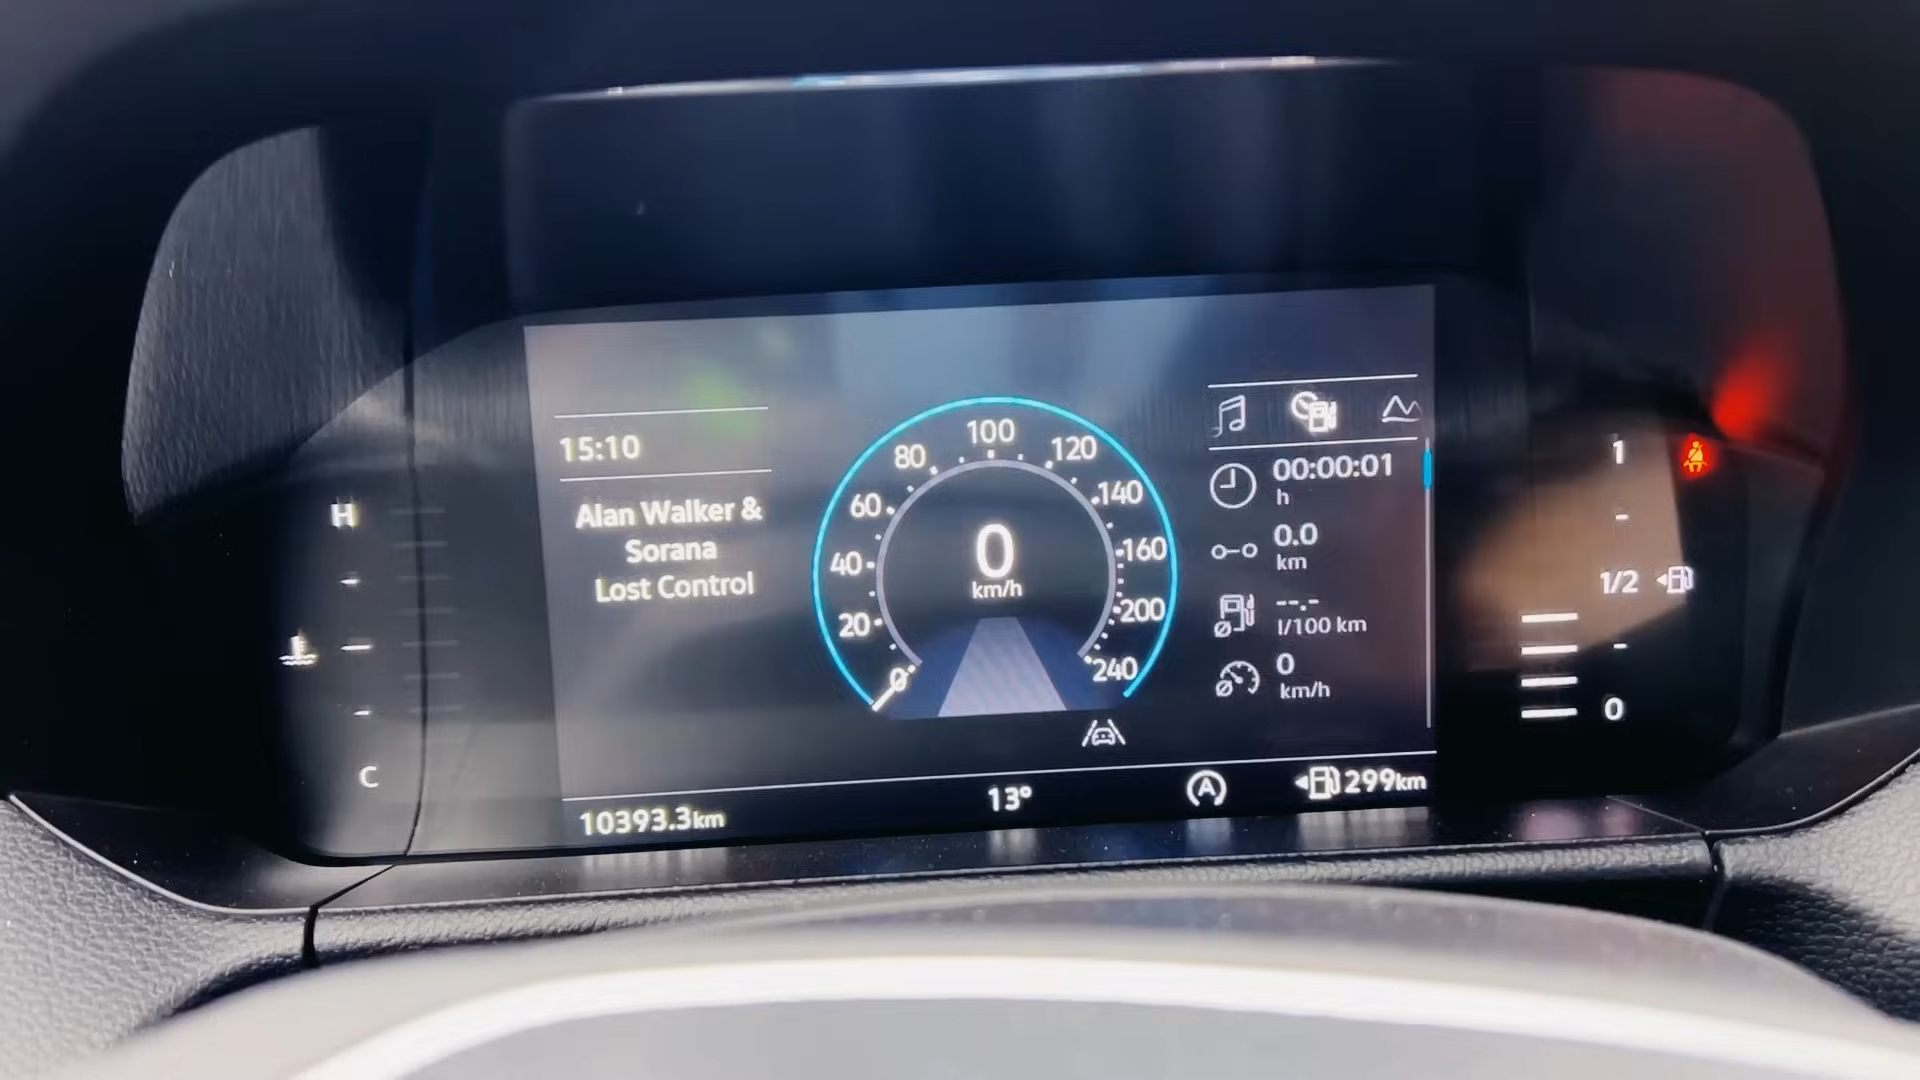 15:10
Alan Walker &
Sorana
Lost Control
H
C
0
20
40
60
80
100
120
140
160
200
240
0
km/h
00:00:01
h
0.0
km
--.-
l/100 km
0
km/h
10393.3km
13°
A
299km
1
1/2
0